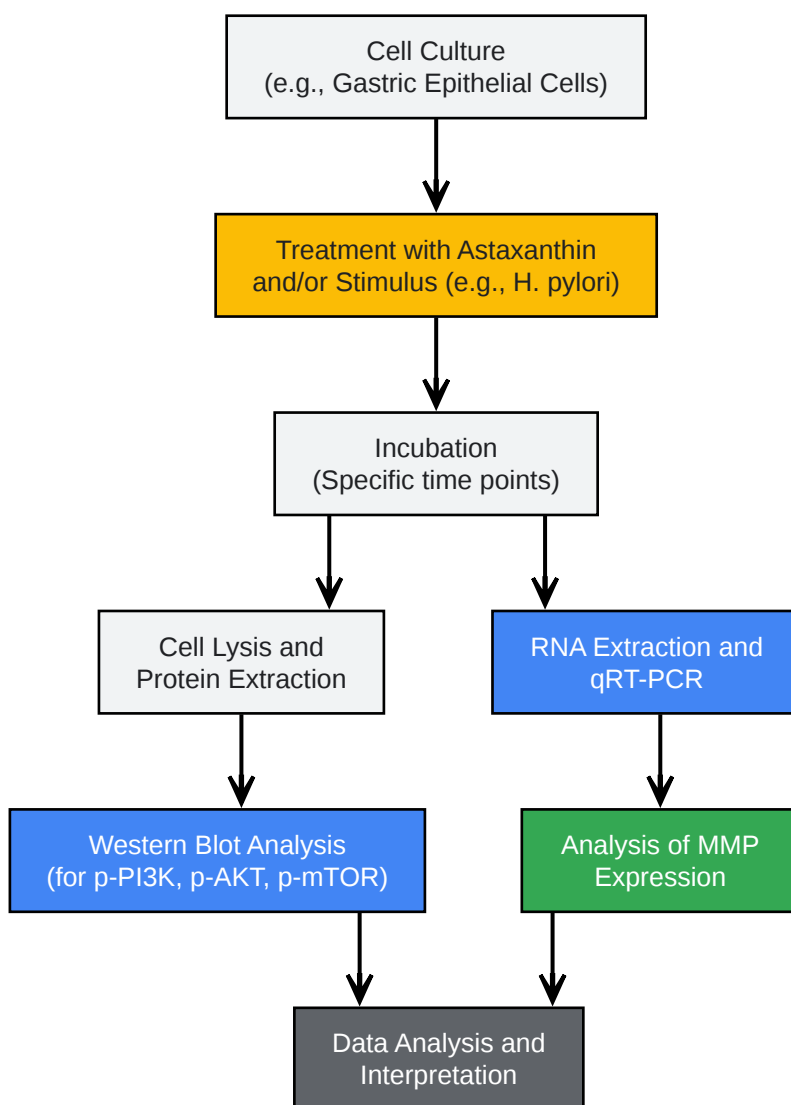 Cell Culture
(e.g., Gastric Epithelial Cells)
Treatment with Astaxanthin
and/or Stimulus (e.g., H. pylori)
Incubation
(Specific time points)
Cell Lysis and
Protein Extraction
RNA Extraction and
qRT-PCR
Western Blot Analysis
(for p-PI3K, p-AKT, p-mTOR)
Analysis of MMP
Expression
Data Analysis and
Interpretation